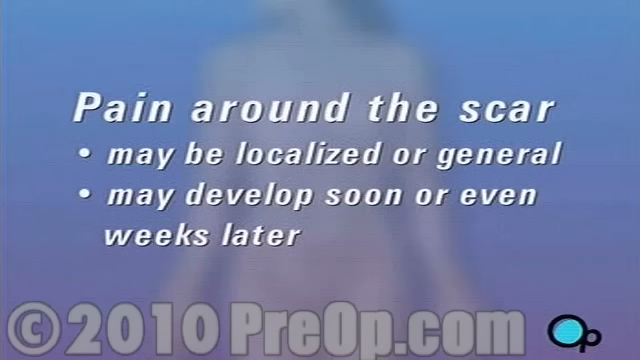 Pain around the scar
• may be localized or general
• may develop soon or even
weeks later
© 2010 PreOp.com
Op